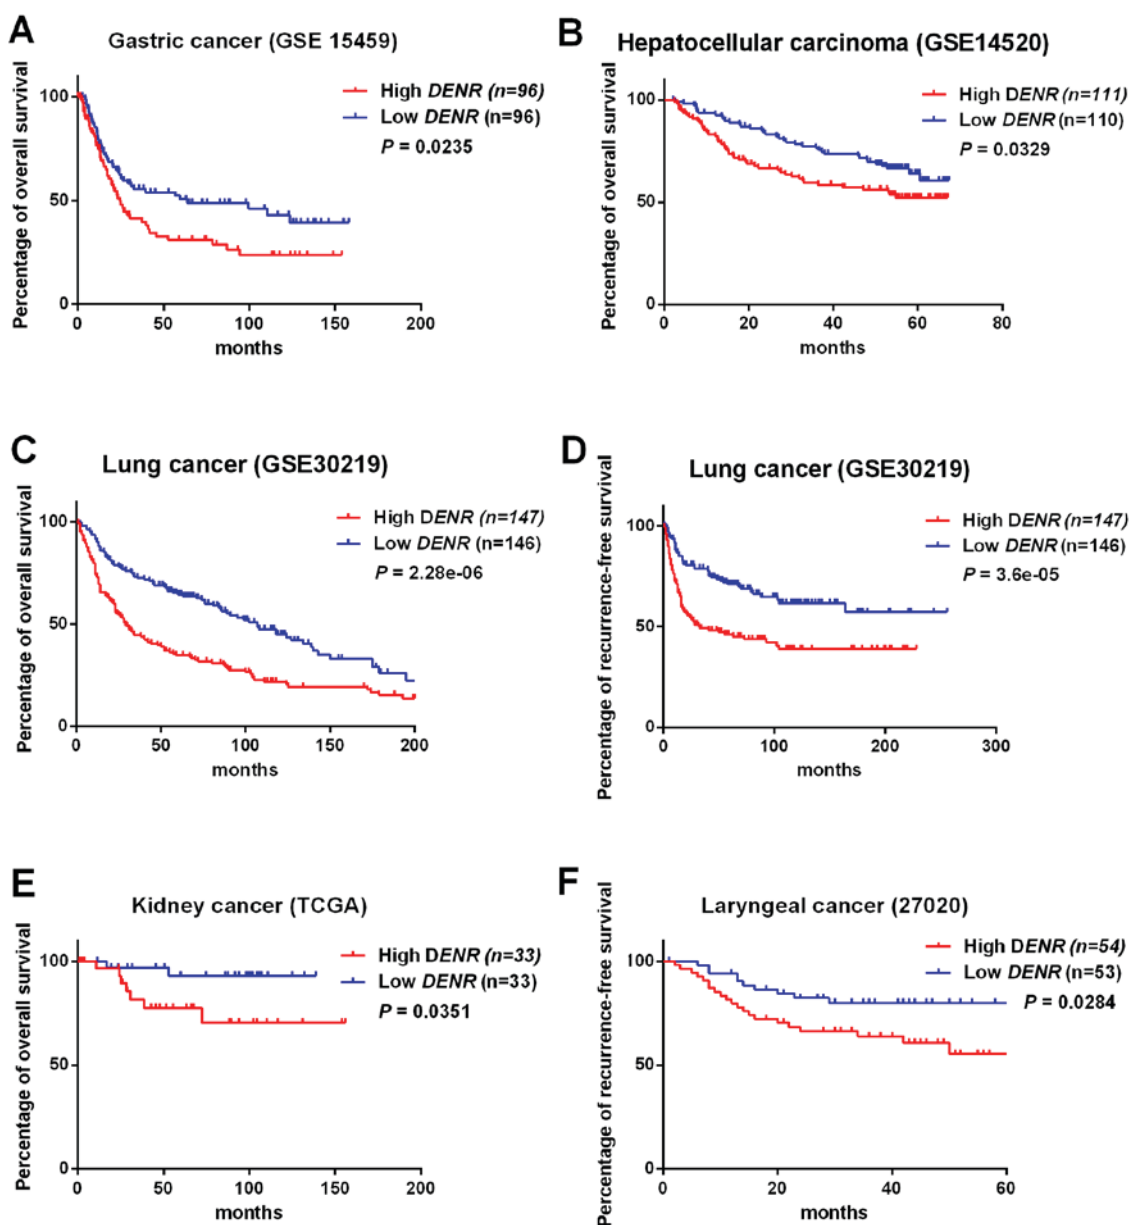 A
Gastric cancer (GSE 15459)
Percentage of overall survival
High DENR (n=96)
Low DENR (n=96)
P = 0.0235
100
50
0
0 50 100 150 200
months
B
Hepatocellular carcinoma (GSE14520)
Percentage of overall survival
High DENR (n=111)
Low DENR (n=110)
P = 0.0329
100
50
0
0 20 40 60 80
months
C
Lung cancer (GSE30219)
Percentage of overall survival
High DENR (n=147)
Low DENR (n=146)
P = 2.28e-06
100
50
0
0 50 100 150 200
months
D
Lung cancer (GSE30219)
Percentage of recurrence-free survival
High DENR (n=147)
Low DENR (n=146)
P = 3.6e-05
100
50
0
0 100 200 300
months
E
Kidney cancer (TCGA)
Percentage of overall survival
High DENR (n=33)
Low DENR (n=33)
P = 0.0351
100
50
0
0 50 100 150 200
months
F
Laryngeal cancer (27020)
Percentage of recurrence-free survival
High DENR (n=54)
Low DENR (n=53)
P = 0.0284
100
50
0
0 20 40 60
months